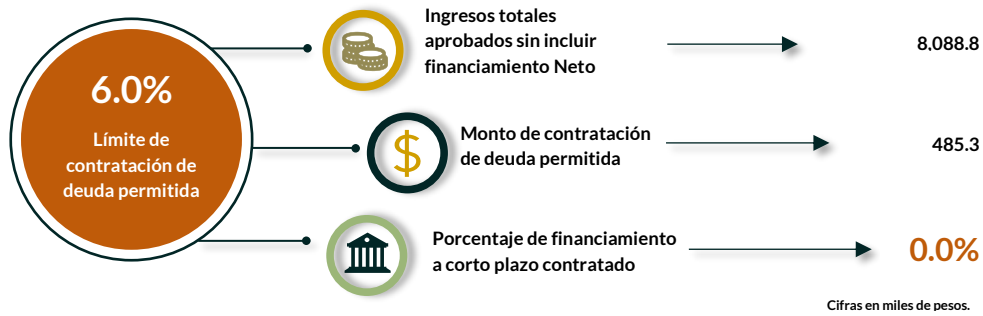 6.0%
Límite de
contratación de
deuda permitida
Ingresos totales
aprobados sin incluir
financiamiento Neto
8.088.8
$
Monto de contratación
de deuda permitida
485.3
Porcentaje de financiamiento
a corto plazo contratado
0.0%
Cifras en miles de pesos.